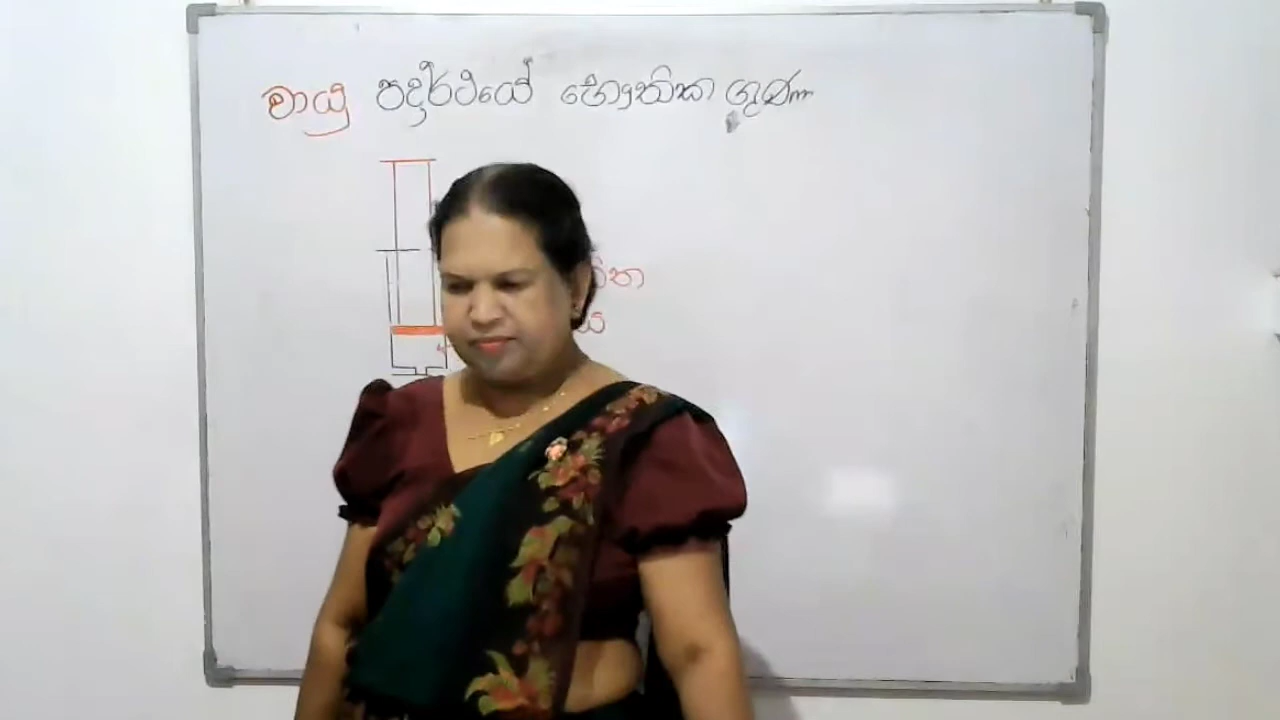 වායු පදාර්ථයේ භෞතික ගුණ